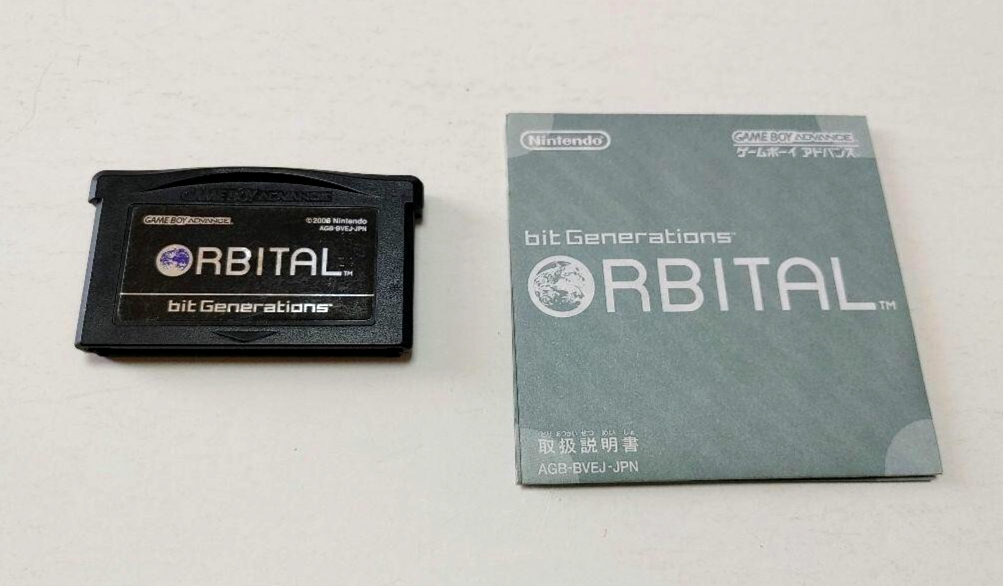 GAME BOY ADVANCE
GAME BOY ADVANCE
©2006 Nintendo
AGB-BVEJ-JPN
ORBITAL™
bit Generations™
Nintendo
GAME BOY ADVANCE
ゲームボーイ アドバンス
bit Generations™
ORBITAL™
取扱説明書
AGB-BVEJ-JPN